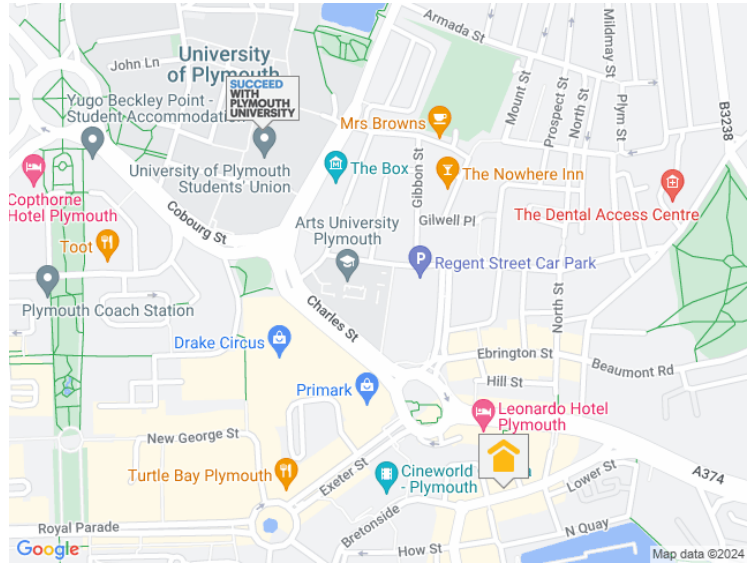 Armada St
Mildmay St
University
of Plymouth
John Ln
SUCCEED
WITH
PLYMOUTH
UNIVERSITY
Mount St
Prospect St
North St
Plym St
B3238
Yugo Beckley Point -
Student Accommodation
Mrs Browns
University of Plymouth
Students' Union
The Box
Gibbon St
The Nowhere Inn
Copthorne
Hotel Plymouth
Cobourg St
Gilwell Pl
The Dental Access Centre
Arts University
Plymouth
Toot
Regent Street Car Park
Plymouth Coach Station
Charles St
North St
Drake Circus
Ebrington St
Beaumont Rd
Primark
Hill St
Leonardo Hotel
Plymouth
New George St
Turtle Bay Plymouth
Exeter St
Cineworld
- Plymouth
Lower St
A374
Royal Parade
Bretonside
N Quay
How St
Google
Map data ©2024